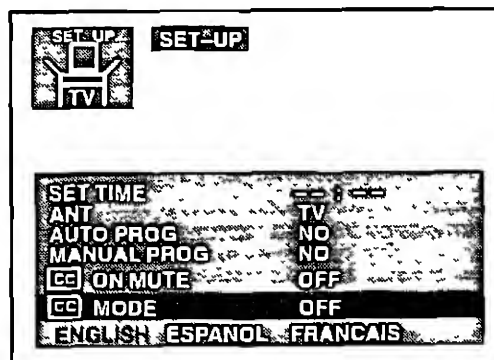 SET UP
TV
SET-UP
SET TIME -- : --
ANT TV
AUTO PROG NO
MANUAL PROG NO
CC ON MUTE OFF
CC MODE OFF
ENGLISH ESPANOL FRANCAIS